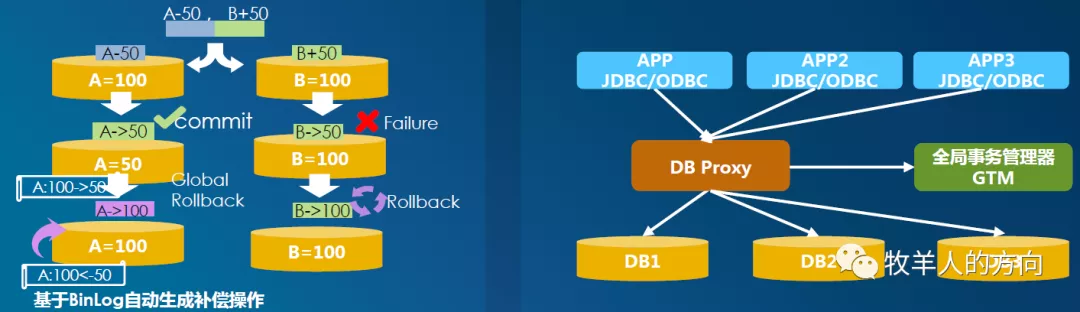 A-50 , B+50
A-50
A=100
A->50
commit
A=50
A:100->50
Global
Rollback
A->100
A=100
A:100<-50
基于BinLog自动生成补偿操作
B+50
B=100
B->50
Failure
B=100
B->100
Rollback
B=100
APP
JDBC/ODBC
APP2
JDBC/ODBC
APP3
JDBC/ODBC
DB Proxy
全局事务管理器
GTM
DB1
DB2
牧羊人的方向